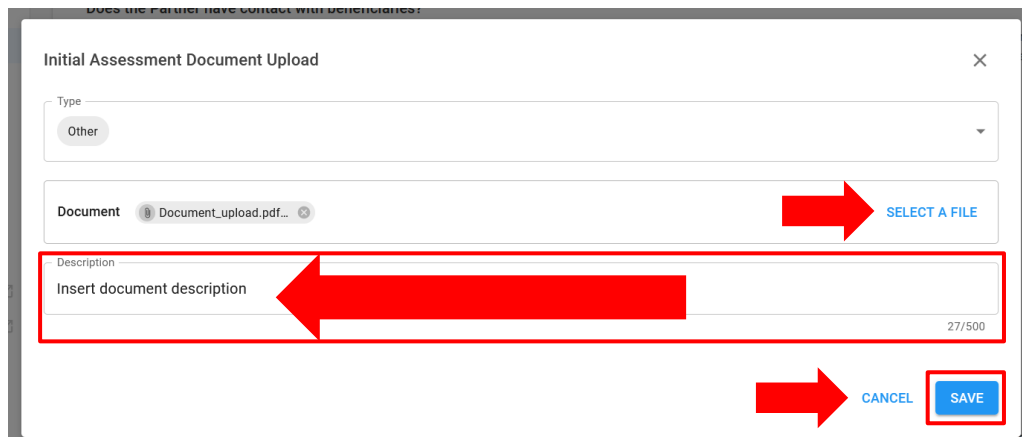 Does the Partner have contact with beneficiaries?
Initial Assessment Document Upload
Type
Other
Document Document_upload.pdf… SELECT A FILE
Description
Insert document description
27/500
CANCEL SAVE